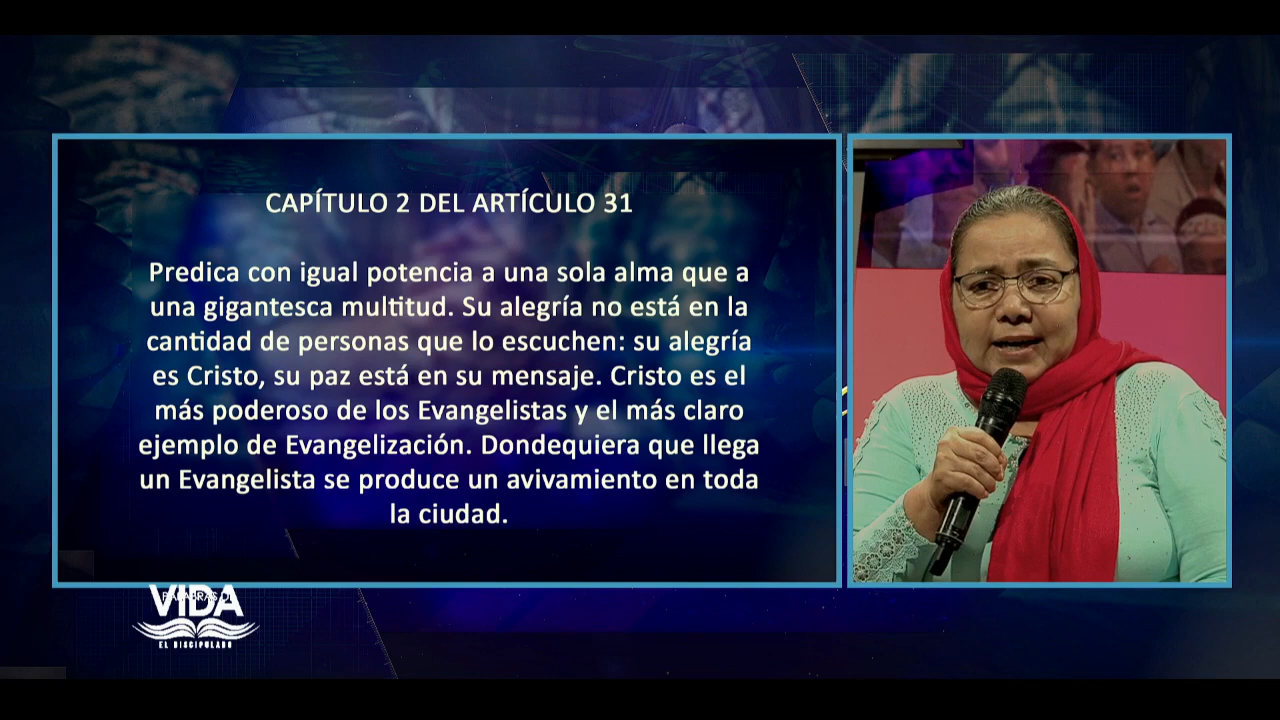 CAPÍTULO 2 DEL ARTÍCULO 31
Predica con igual potencia a una sola alma que a
una gigantesca multitud. Su alegría no está en la
cantidad de personas que lo escuchen: su alegría
es Cristo, su paz está en su mensaje. Cristo es el
más poderoso de los Evangelistas y el más claro
ejemplo de Evangelización. Dondequiera que llega
un Evangelista se produce un avivamiento en toda
la ciudad.
PALABRAS DE
VIDA
EL DISCIPULADO